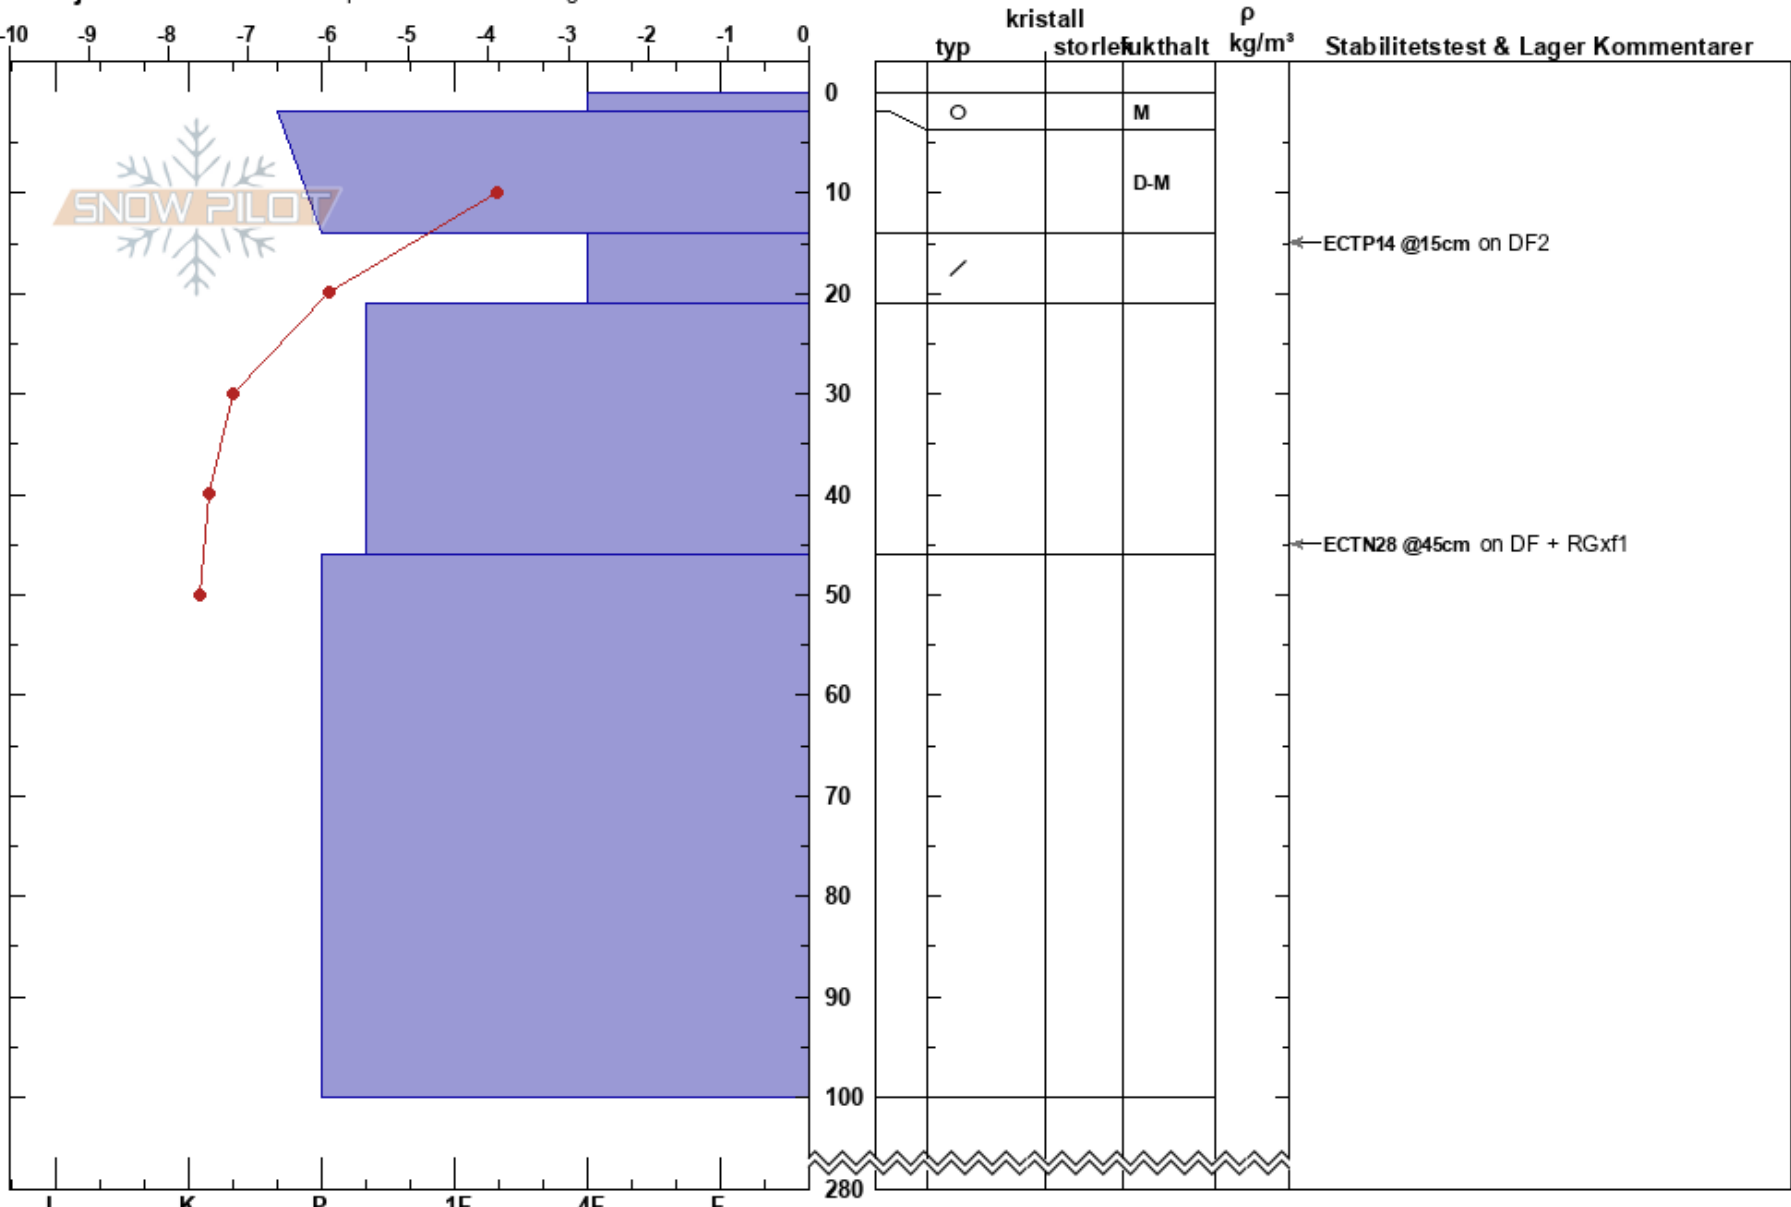 kristall ρ
-10 -9 -8 -7 -6 -5 -4 -3 -2 -1 0
typ storlek fukthalt kg/m³ Stabilitetstest & Lager Kommentarer
0
M
D-M
SNOW PILOT
10
ECTP14 @15cm on DF2
20
30
40
ECTN28 @45cm on DF + RGxf1
50
60
70
80
90
100
280
I K P 1F 4F F